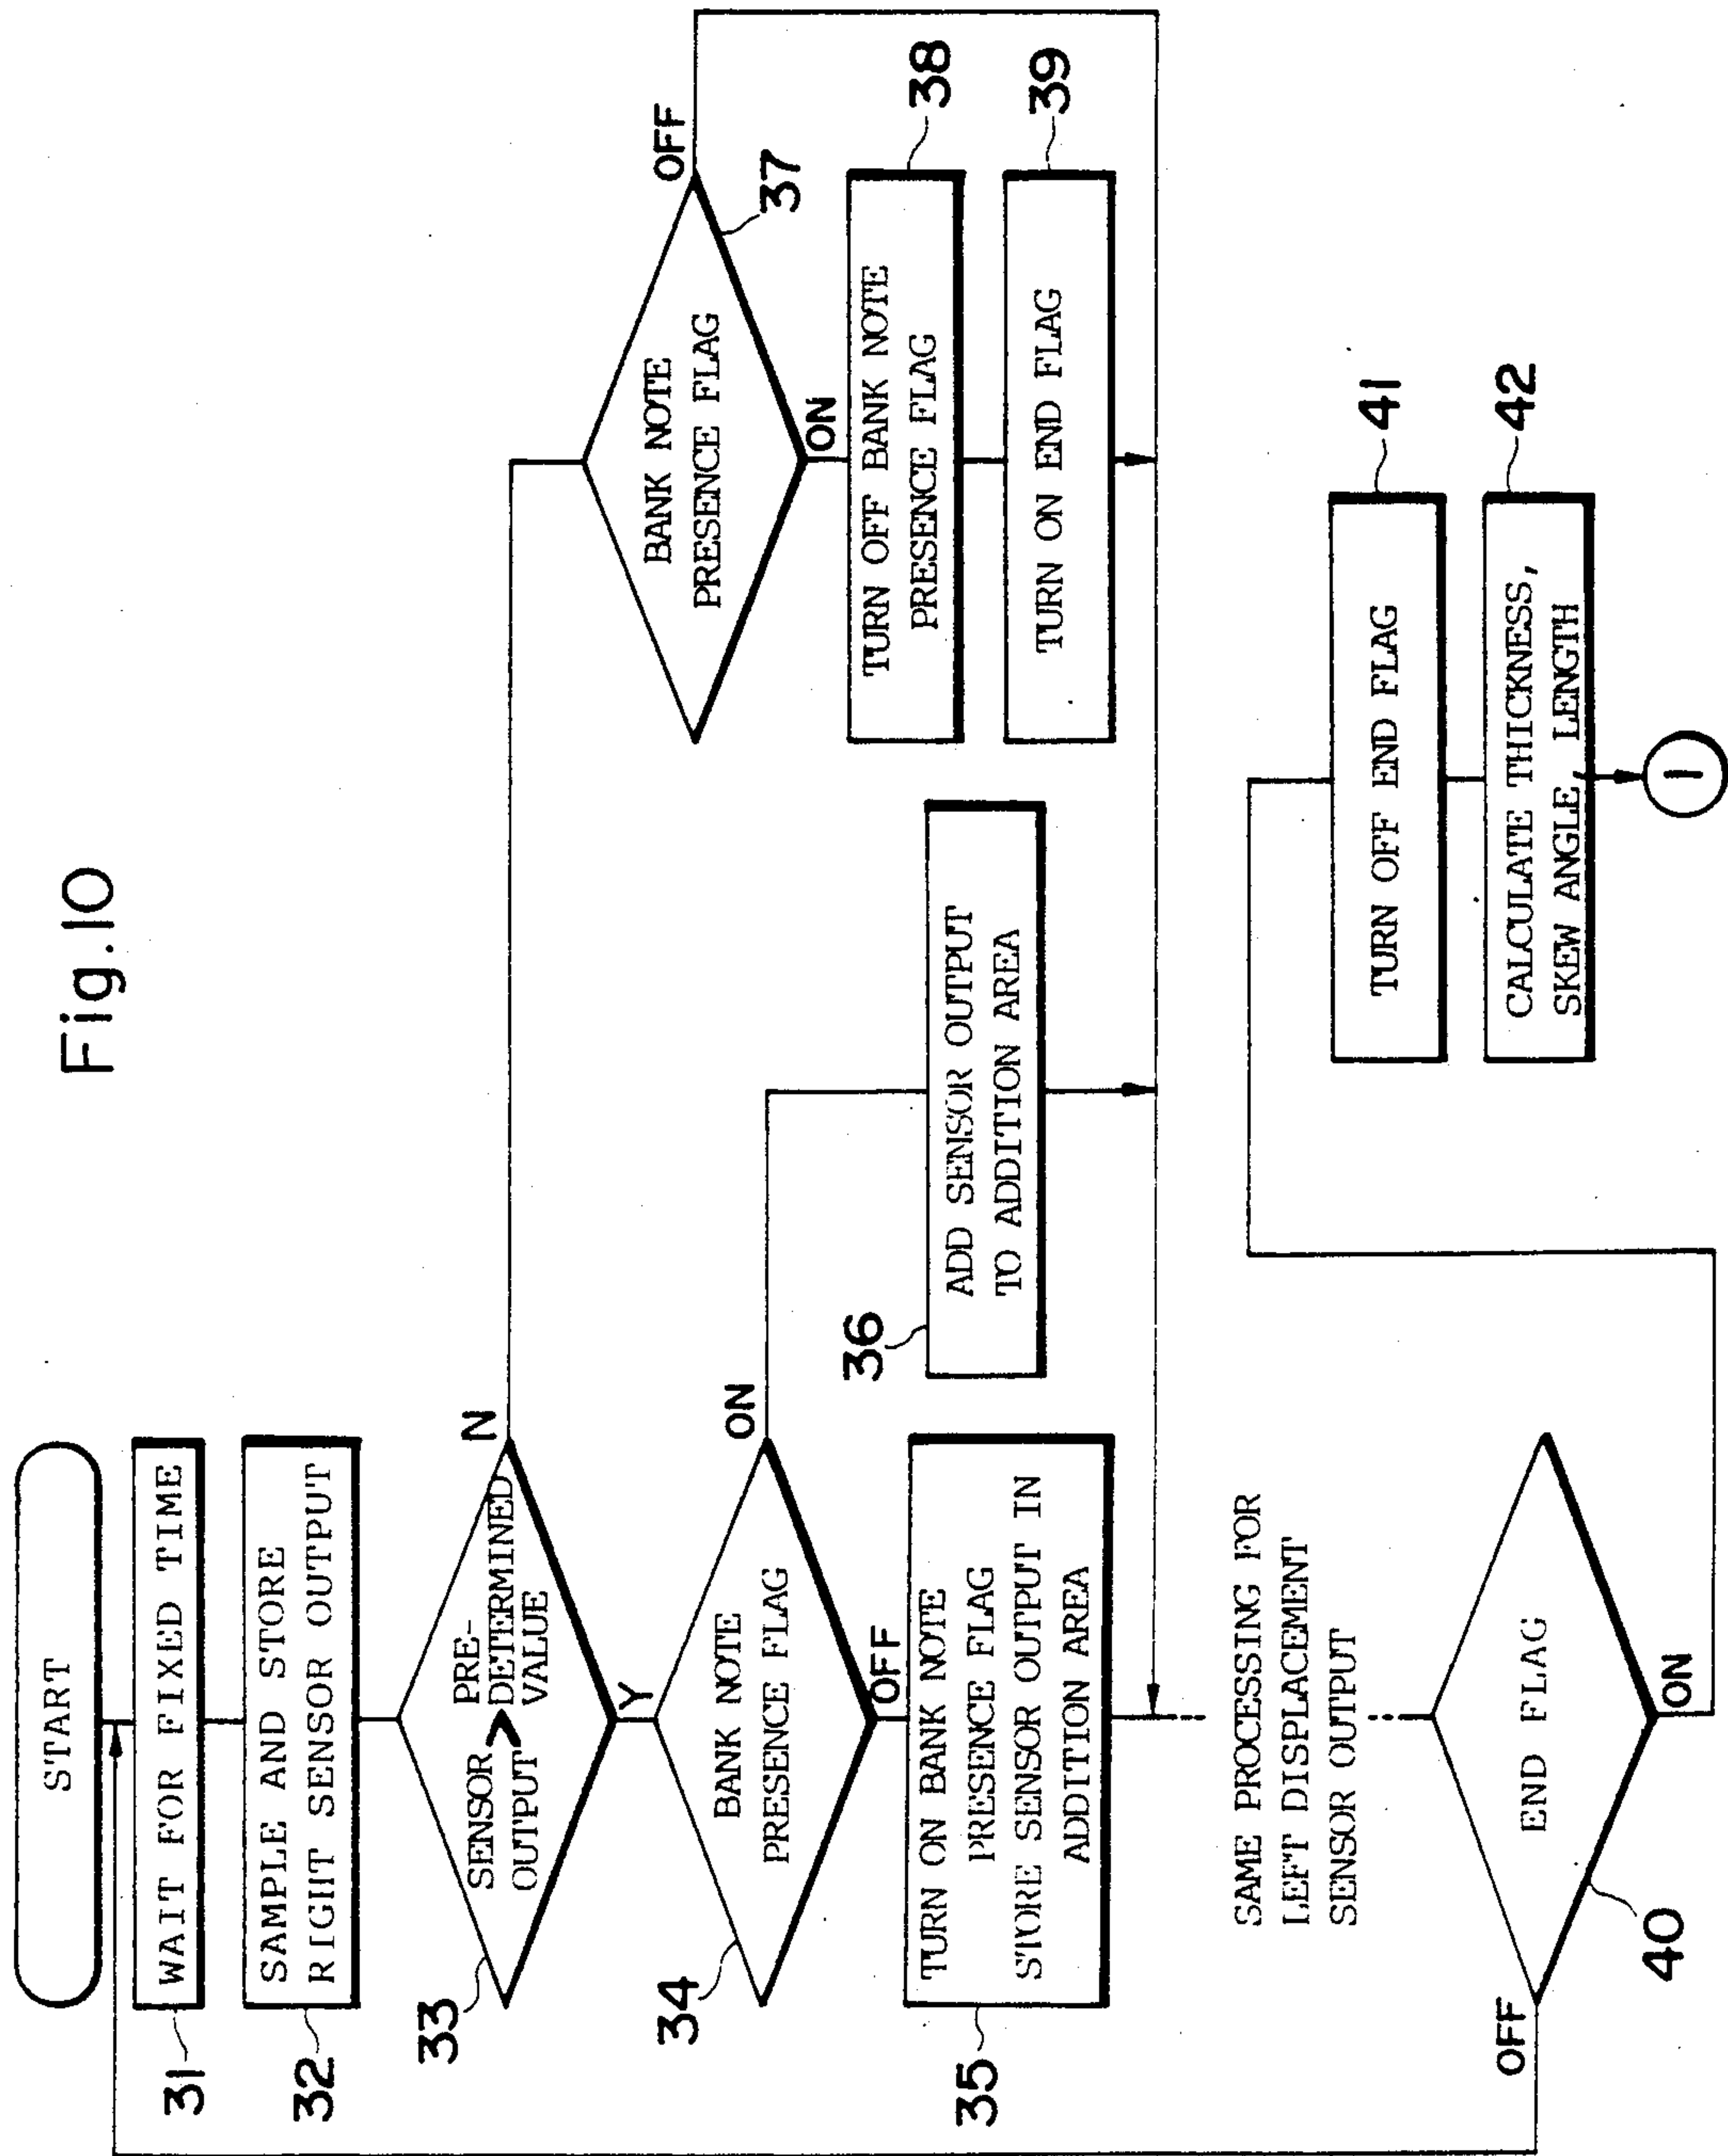 Fig.10
START
31
WAIT FOR FIXED TIME
32
SAMPLE AND STORE
RIGHT SENSOR OUTPUT
33
SENSOR OUTPUT > PRE-DETERMINED VALUE
N
Y
34
BANK NOTE
PRESENCE FLAG
ON
OFF
35
TURN ON BANK NOTE
PRESENCE FLAG
STORE SENSOR OUTPUT IN
ADDITION AREA
36
ADD SENSOR OUTPUT
TO ADDITION AREA
BANK NOTE
PRESENCE FLAG
OFF
37
ON
TURN OFF BANK NOTE
PRESENCE FLAG
38
TURN ON END FLAG
39
SAME PROCESSING FOR
LEFT DISPLACEMENT
SENSOR OUTPUT
OFF
END FLAG
40
ON
TURN OFF END FLAG
41
CALCULATE THICKNESS,
SKEW ANGLE, LENGTH
42
1